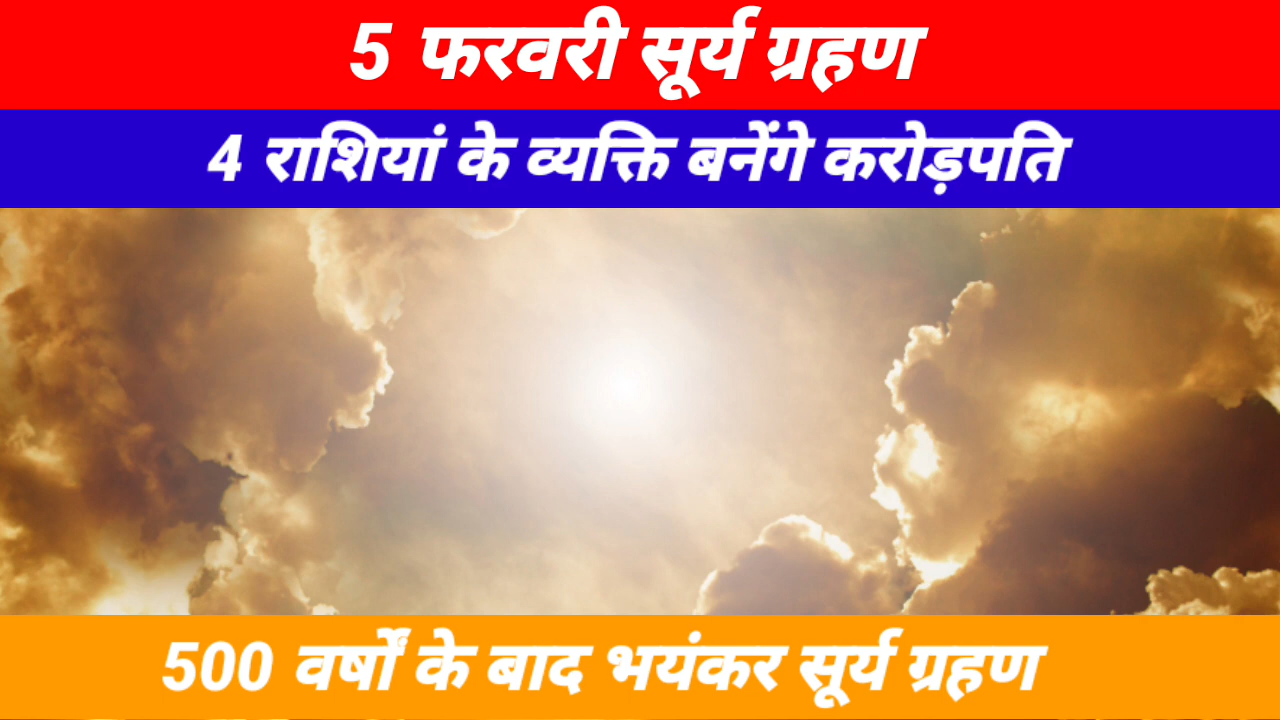 5 फरवरी सूर्य ग्रहण
4 राशियां के व्यक्ति बनेंगे करोड़पति
500 वर्षों के बाद भयंकर सूर्य ग्रहण